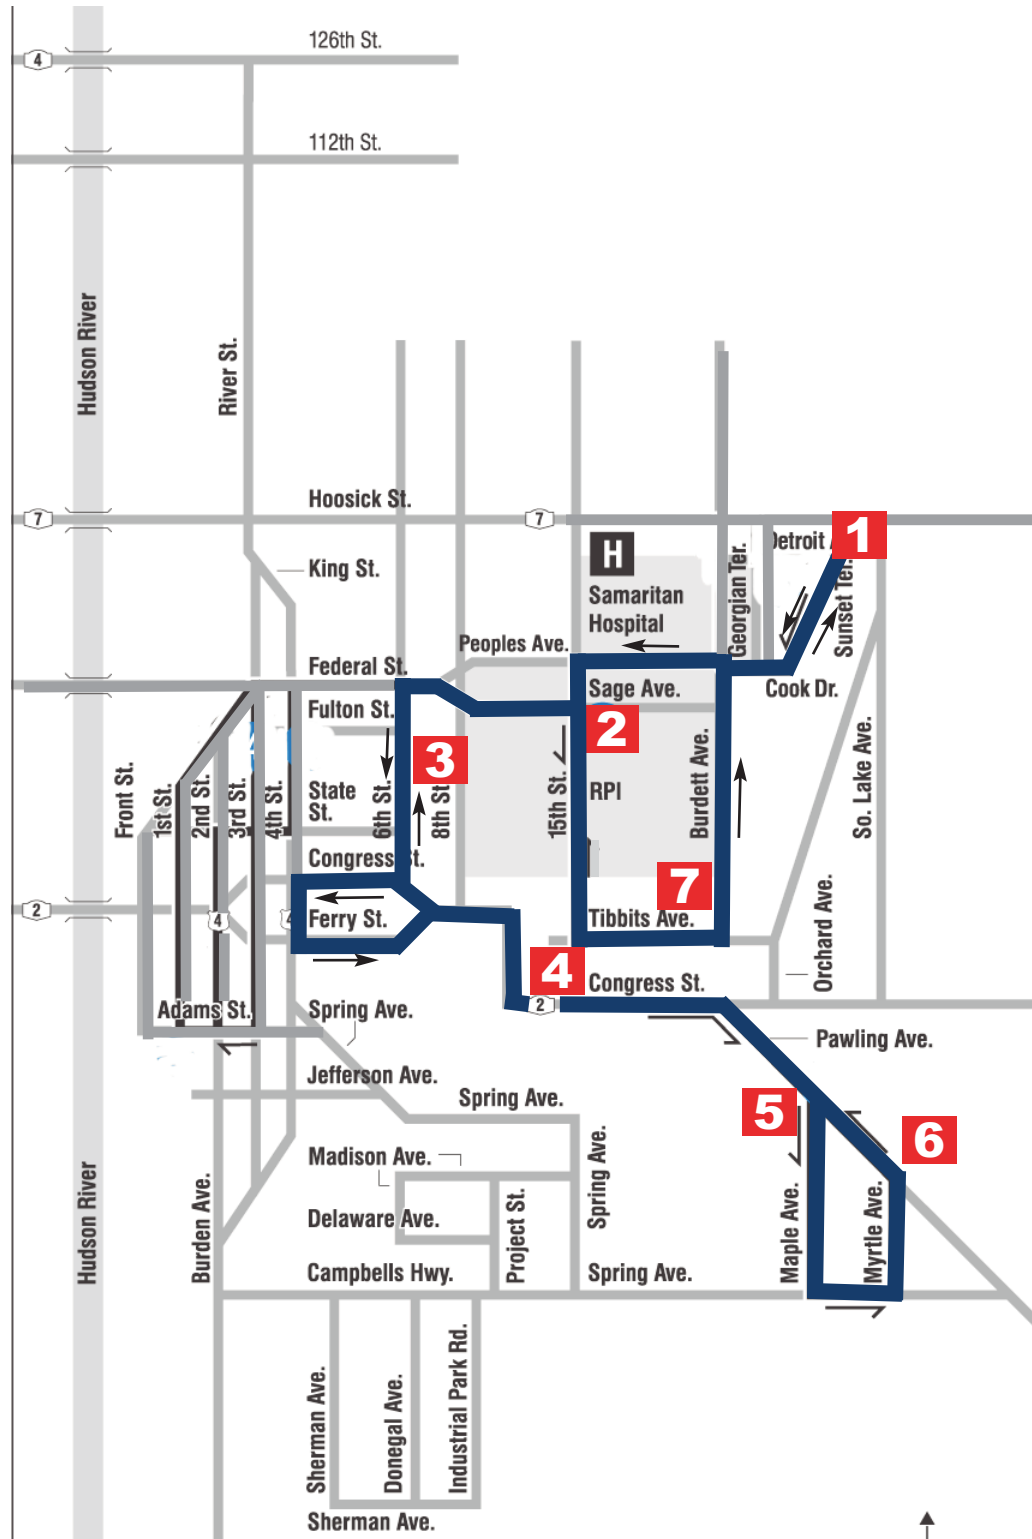 126th St.
4
112th St.
Hudson River
River St.
Hoosick St.
7
7
1
Detroit
H
King St.
Samaritan
Hospital
Georgian Ter.
Sunset Ter.
Peoples Ave.
Federal St.
Sage Ave.
Cook Dr.
Fulton St.
2
3
Front St.
1st St.
2nd St.
3rd St.
4th St.
State
St.
6th St.
8th St.
15th St.
RPI
Burdett Ave.
So. Lake Ave.
Congress St.
7
2
4
4
Ferry St.
Tibbits Ave.
Orchard Ave.
4
Congress St.
2
Adams St.
Spring Ave.
Pawling Ave.
Jefferson Ave.
Spring Ave.
5
6
Madison Ave.
Hudson River
Burden Ave.
Delaware Ave.
Project St.
Spring Ave.
Maple Ave.
Myrtle Ave.
Campbells Hwy.
Spring Ave.
Sherman Ave.
Donegal Ave.
Industrial Park Rd.
Sherman Ave.